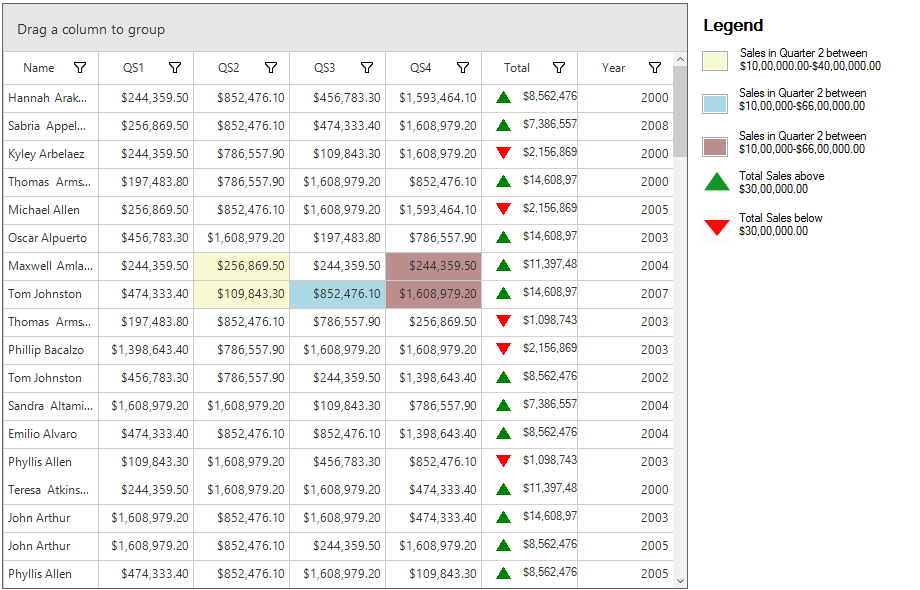 Drag a column to group
Name QS1 QS2 QS3 QS4 Total Year
Hannah Arak... $244,359.50 $852,476.10 $456,783.30 $1,593,464.10 $8,562,476 2000
Sabria Appel... $256,869.50 $852,476.10 $474,333.40 $1,608,979.20 $7,386,557 2008
Kyley Arbelaez $244,359.50 $786,557.90 $109,843.30 $1,608,979.20 $2,156,869 2000
Thomas Arms... $197,483.80 $786,557.90 $1,608,979.20 $852,476.10 $14,608,97 2000
Michael Allen $256,869.50 $852,476.10 $1,608,979.20 $1,593,464.10 $2,156,869 2005
Oscar Alpuerto $456,783.30 $1,608,979.20 $197,483.80 $786,557.90 $14,608,97 2003
Maxwell Amla... $244,359.50 $256,869.50 $244,359.50 $244,359.50 $11,397,48 2004
Tom Johnston $474,333.40 $109,843.30 $852,476.10 $1,608,979.20 $14,608,97 2007
Thomas Arms... $197,483.80 $852,476.10 $786,557.90 $256,869.50 $1,098,743 2003
Phillip Bacalzo $1,398,643.40 $786,557.90 $1,608,979.20 $1,608,979.20 $2,156,869 2003
Tom Johnston $456,783.30 $786,557.90 $244,359.50 $1,398,643.40 $8,562,476 2002
Sandra Altami... $1,608,979.20 $1,608,979.20 $109,843.30 $786,557.90 $7,386,557 2004
Emilio Alvaro $474,333.40 $852,476.10 $852,476.10 $1,398,643.40 $8,562,476 2004
Phyllis Allen $109,843.30 $1,608,979.20 $456,783.30 $852,476.10 $1,098,743 2003
Teresa Atkins... $244,359.50 $1,608,979.20 $1,608,979.20 $474,333.40 $11,397,48 2000
John Arthur $1,608,979.20 $852,476.10 $1,608,979.20 $474,333.40 $14,608,97 2003
John Arthur $1,608,979.20 $852,476.10 $244,359.50 $1,608,979.20 $8,562,476 2005
Phyllis Allen $474,333.40 $852,476.10 $1,608,979.20 $109,843.30 $8,562,476 2005
Legend
Sales in Quarter 2 between
$10,00,000.00-$40,00,000.00
Sales in Quarter 2 between
$10,00,000-$66,00,000.00
Sales in Quarter 2 between
$10,00,000-$66,00,000.00
Total Sales above
$30,00,000.00
Total Sales below
$30,00,000.00